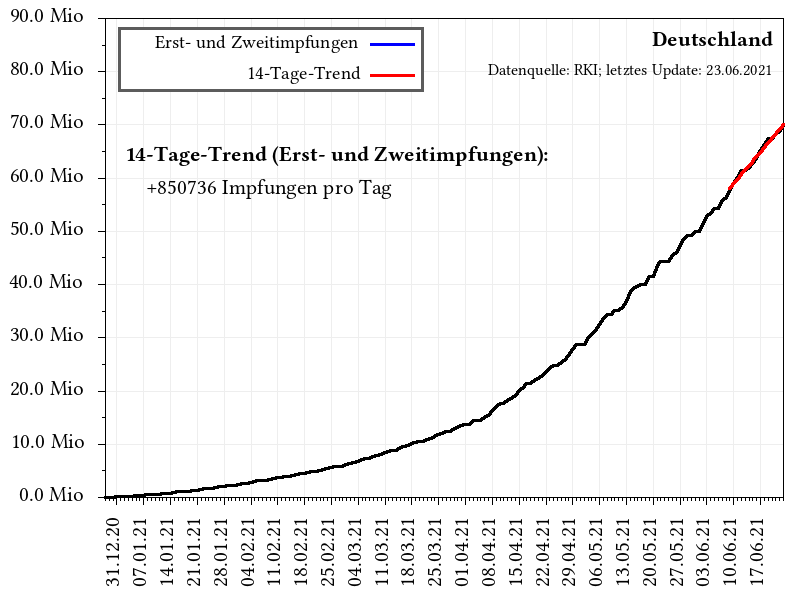 90.0 Mio
80.0 Mio
70.0 Mio
60.0 Mio
50.0 Mio
40.0 Mio
30.0 Mio
20.0 Mio
10.0 Mio
0.0 Mio
Erst- und Zweitimpfungen
14-Tage-Trend
Deutschland
Datenquelle: RKI; letztes Update: 23.06.2021
14-Tage-Trend (Erst- und Zweitimpfungen):
+850736 Impfungen pro Tag
31.12.20
07.01.21
14.01.21
21.01.21
28.01.21
04.02.21
11.02.21
18.02.21
25.02.21
04.03.21
11.03.21
18.03.21
25.03.21
01.04.21
08.04.21
15.04.21
22.04.21
29.04.21
06.05.21
13.05.21
20.05.21
27.05.21
03.06.21
10.06.21
17.06.21